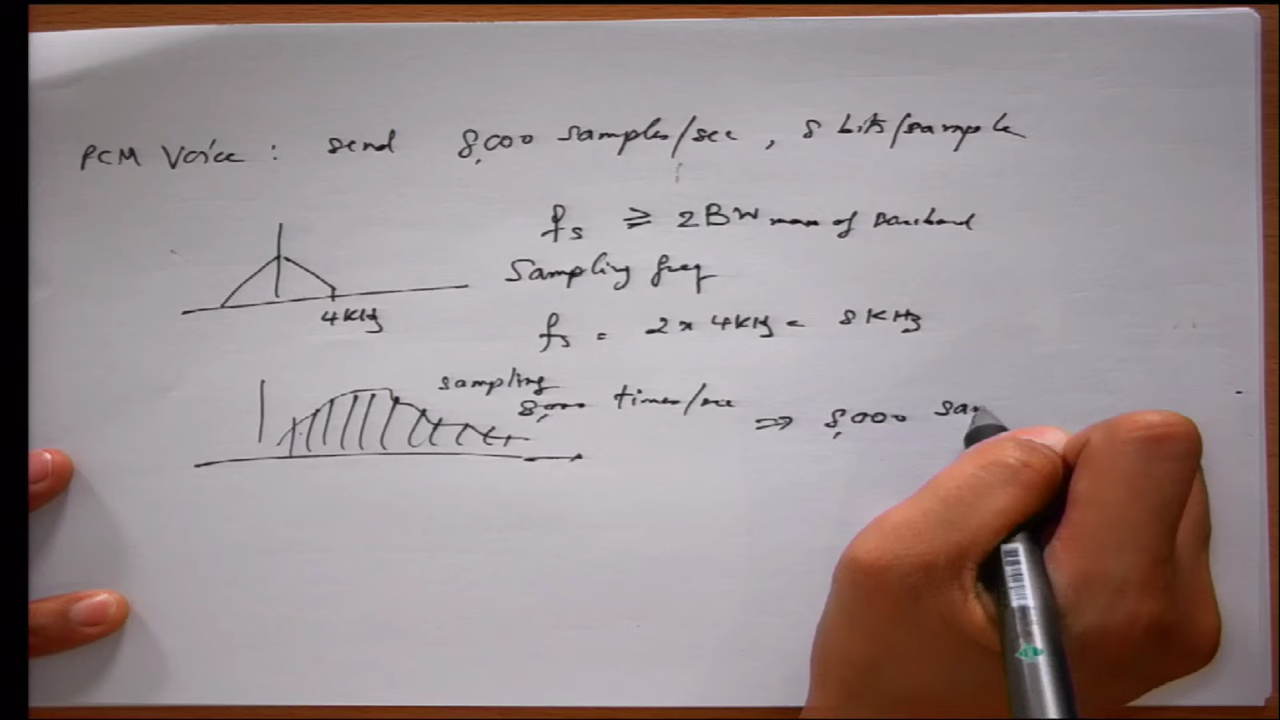 PCM Voice : send 8,000 samples/sec , 8 bits/sample
fs ≥ 2BW max of baseband
Sampling freq
4KHz
fs = 2 x 4KHz = 8KHz
sampling
8,000 times/sec ⇒ 8,000 sa